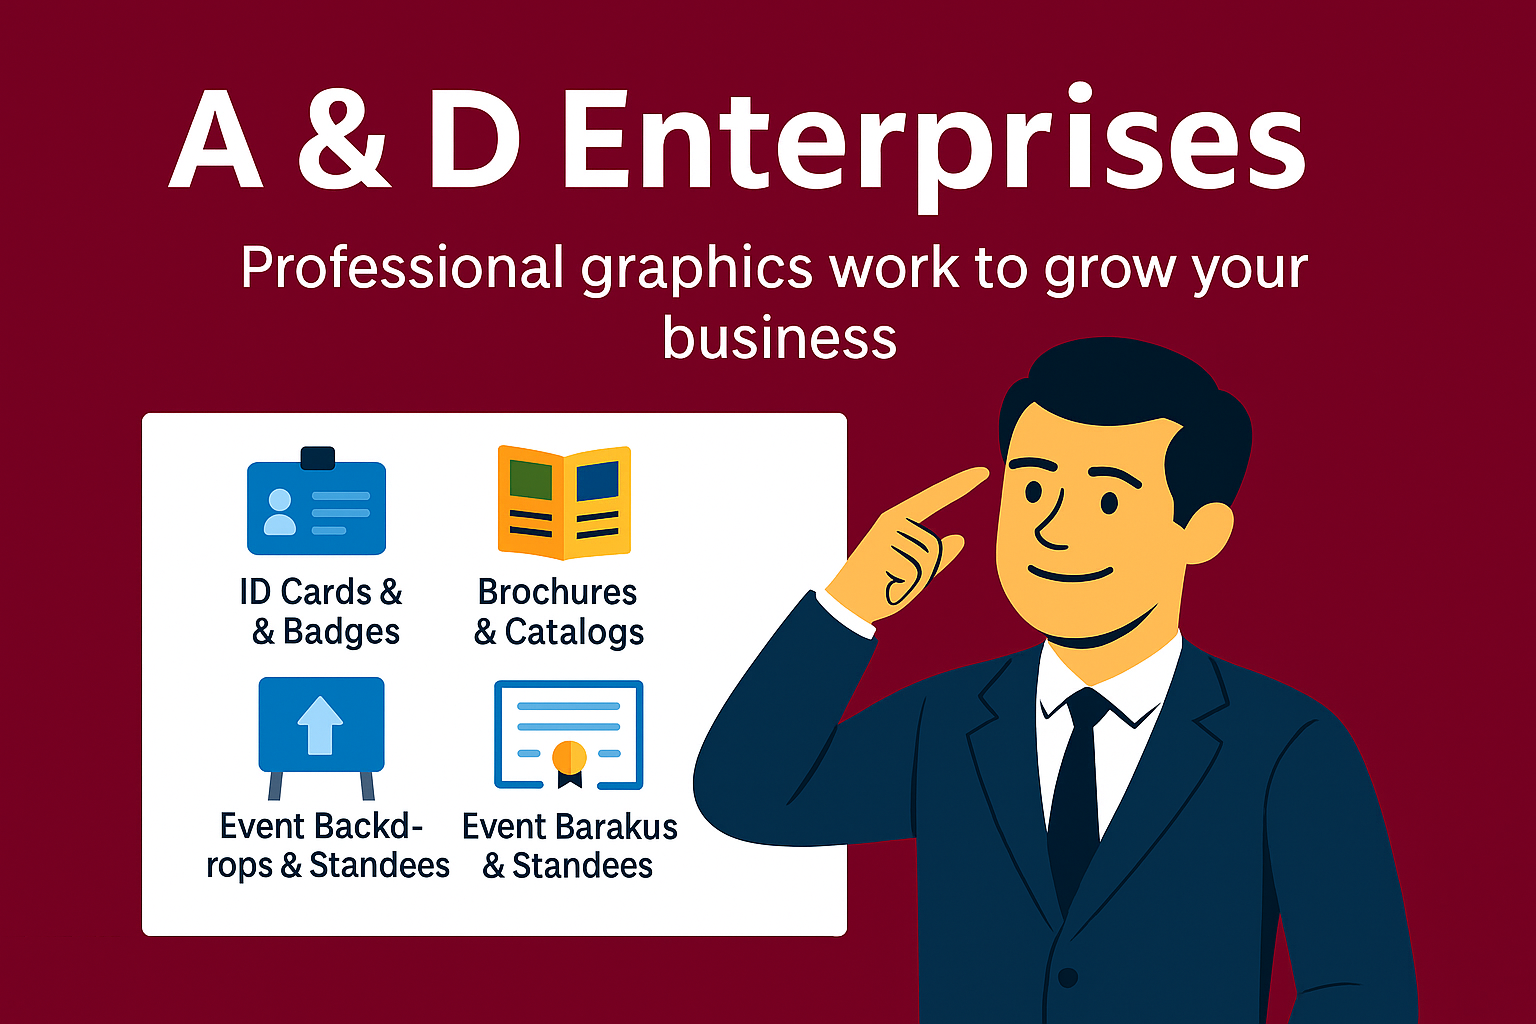 A & D Enterprises
Professional graphics work to grow your
business
ID Cards &
& Badges
Brochures
& Catalogs
Event Backd-
rops & Standees
Event Barakus
& Standees